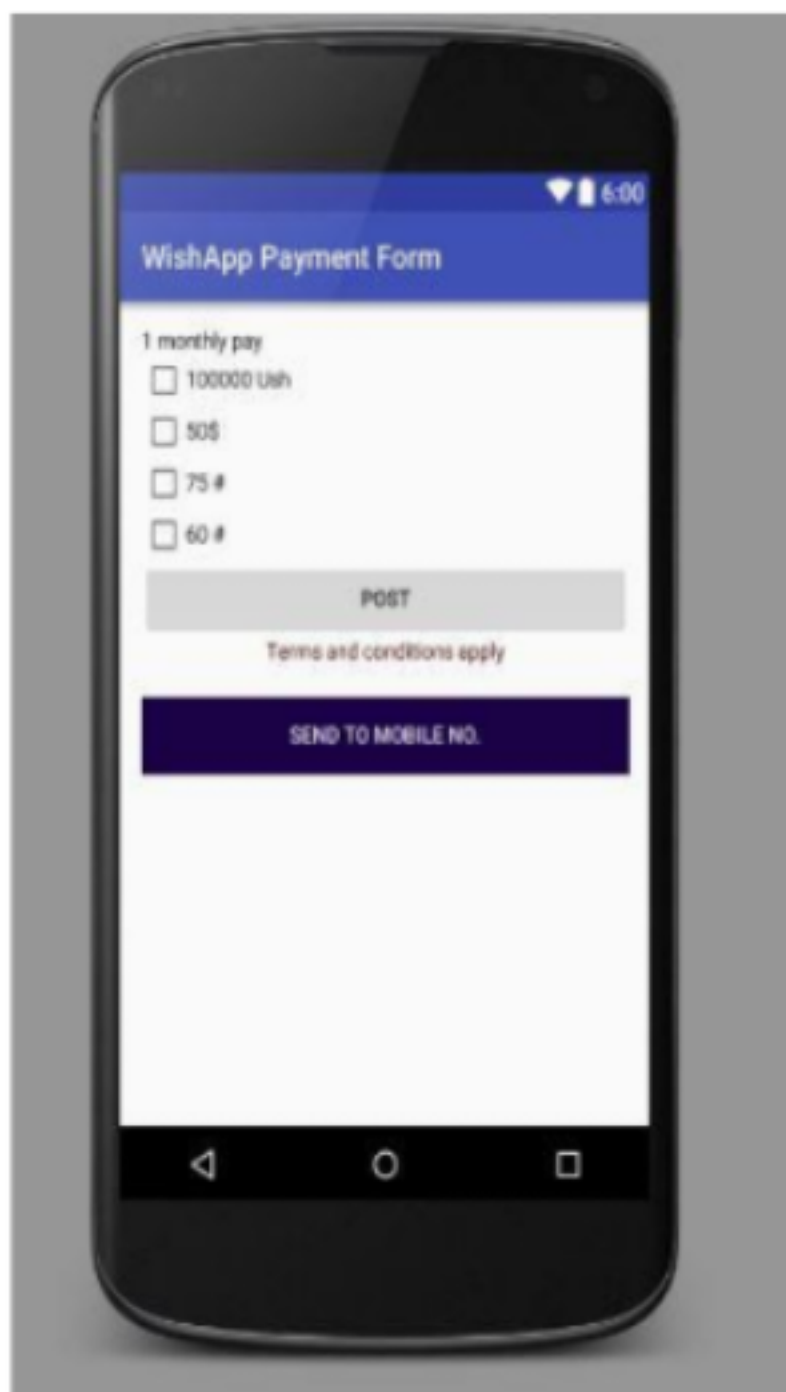 6:00
WishApp Payment Form
1 monthly pay
100000 Ush
50$
75 #
60 #
POST
Terms and conditions apply
SEND TO MOBILE NO.